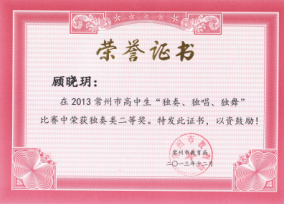 荣誉证书
顾晓玥：
在2013常州市高中生“独奏、独唱、独舞”
比赛中荣获独奏类二等奖。特发此证书，以资鼓励！
常州市教育局
二〇一三年十二月